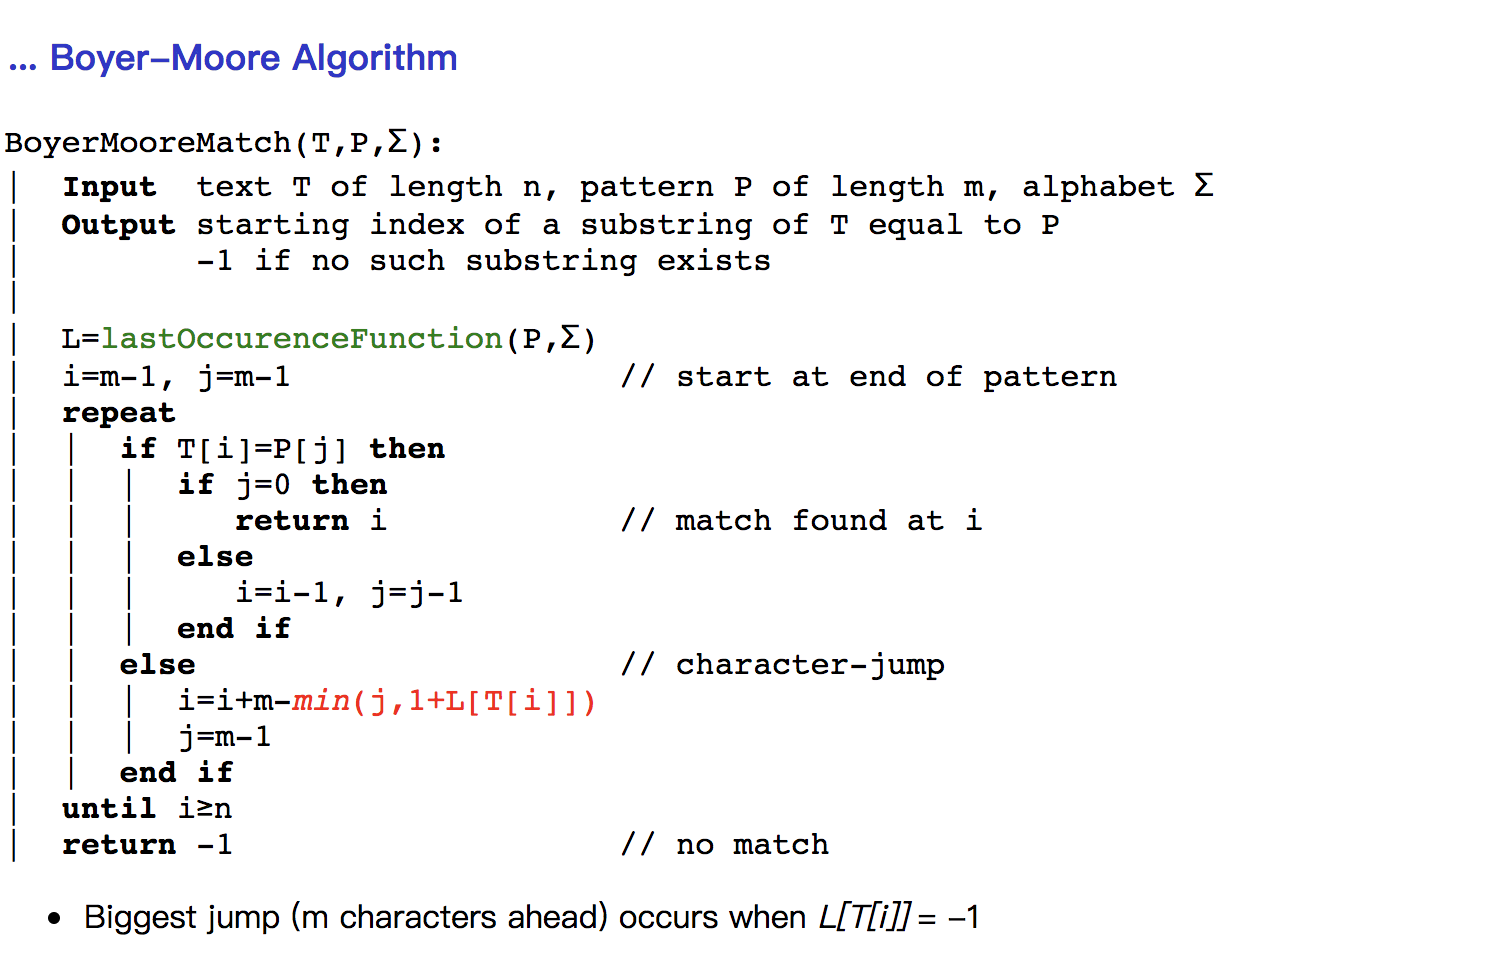 ... Boyer–Moore Algorithm
BoyerMooreMatch(T,P,Σ):
|  Input  text T of length n, pattern P of length m, alphabet Σ
|  Output starting index of a substring of T equal to P
|         -1 if no such substring exists
|
|  L=lastOccurenceFunction(P,Σ)
|  i=m-1, j=m-1                 // start at end of pattern
|  repeat
|  |  if T[i]=P[j] then
|  |  |  if j=0 then
|  |  |     return i            // match found at i
|  |  |  else
|  |  |     i=i-1, j=j-1
|  |  |  end if
|  |  else                      // character-jump
|  |  |  i=i+m-min(j,1+L[T[i]])
|  |  |  j=m-1
|  |  end if
|  until i≥n
|  return -1                    // no match
• Biggest jump (m characters ahead) occurs when L[T[i]] = –1